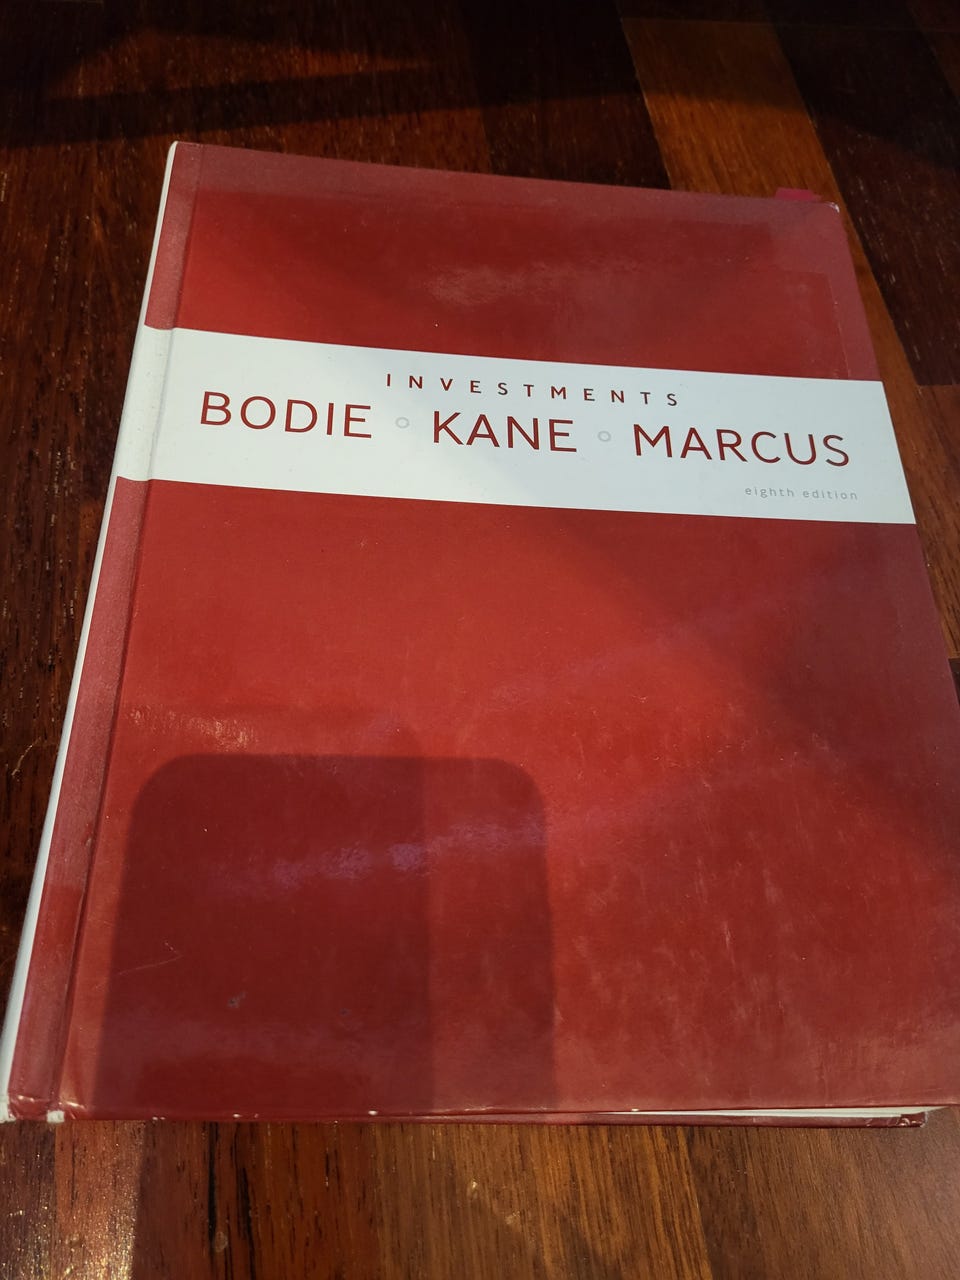 INVESTMENTS
BODIE ○ KANE ○ MARCUS
eighth edition